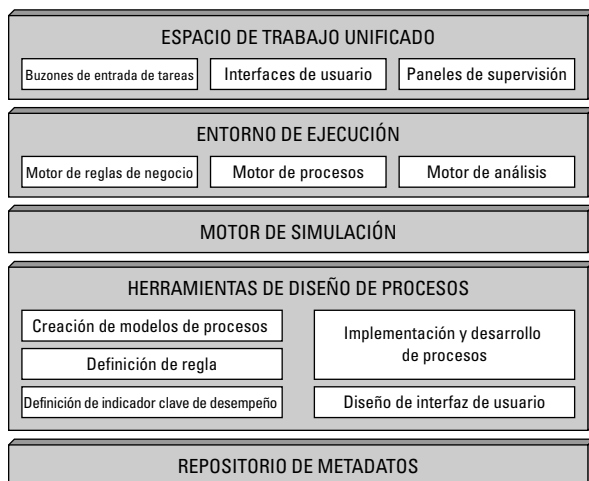 ESPACIO DE TRABAJO UNIFICADO
Buzones de entrada de tareas
Interfaces de usuario
Paneles de supervisión
ENTORNO DE EJECUCIÓN
Motor de reglas de negocio
Motor de procesos
Motor de análisis
MOTOR DE SIMULACIÓN
HERRAMIENTAS DE DISEÑO DE PROCESOS
Creación de modelos de procesos
Definición de regla
Definición de indicador clave de desempeño
Implementación y desarrollo
de procesos
Diseño de interfaz de usuario
REPOSITORIO DE METADATOS